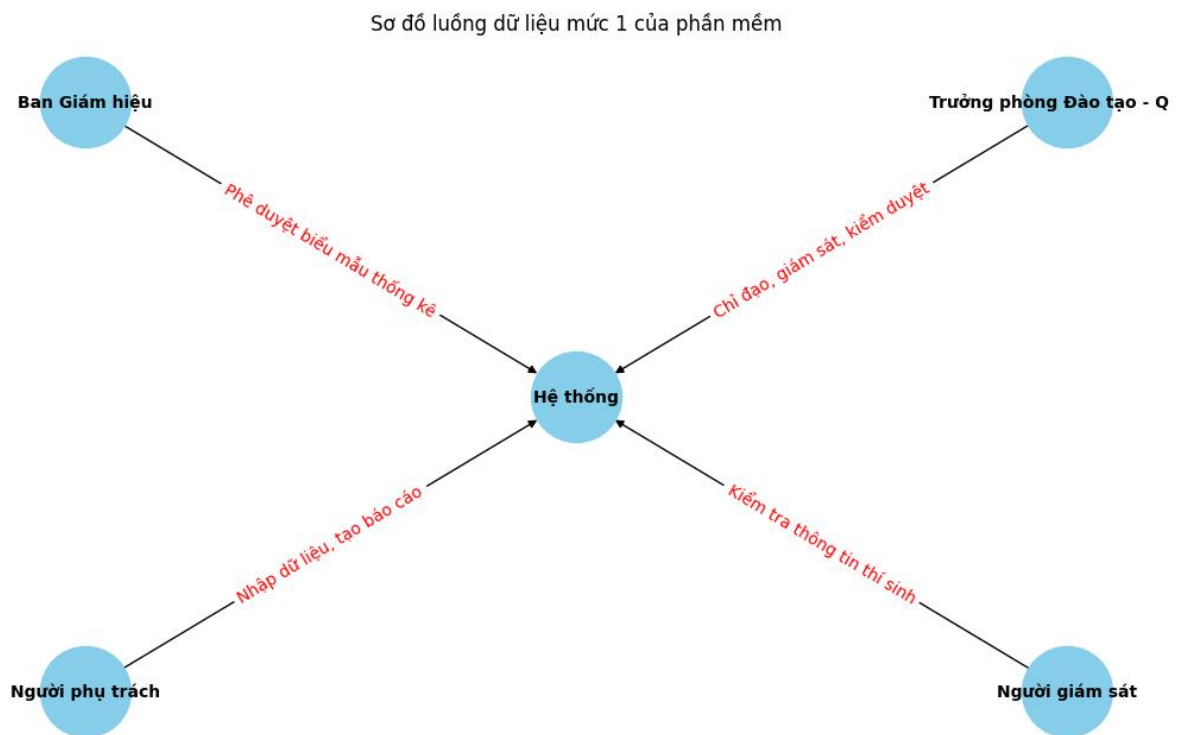 Sơ đồ luồng dữ liệu mức 1 của phần mềm
Ban Giám hiệu
Trưởng phòng Đào tạo - Q
Phê duyệt biểu mẫu thống kê
Chỉ đạo, giám sát, kiểm duyệt
Hệ thống
Nhập dữ liệu, tạo báo cáo
Kiểm tra thông tin thí sinh
Người phụ trách
Người giám sát